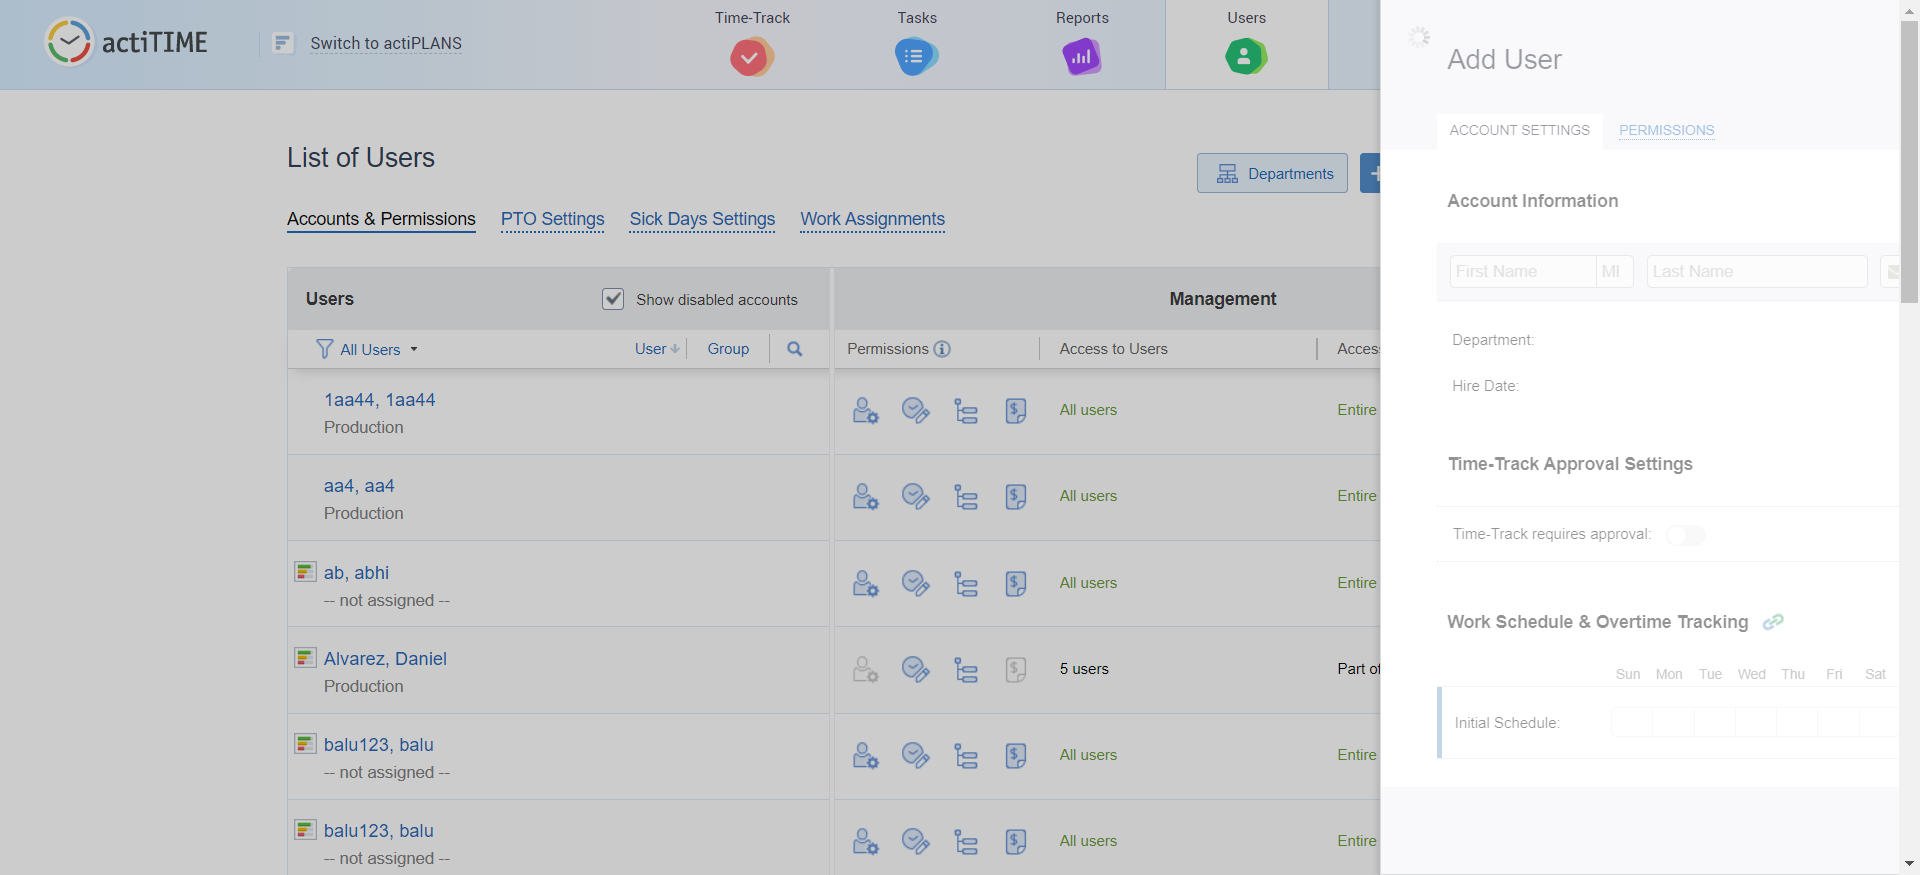 actiTIME
Switch to actiPLANS
Time-Track
Tasks
Reports
Users
List of Users
Departments
+
Accounts & Permissions
PTO Settings
Sick Days Settings
Work Assignments
Users
Show disabled accounts
Management
All Users
User
Group
Permissions
Access to Users
Acces
1aa44, 1aa44
Production
All users
Entire
aa4, aa4
Production
All users
Entire
ab, abhi
-- not assigned --
All users
Entire
Alvarez, Daniel
Production
5 users
Part of
balu123, balu
-- not assigned --
All users
Entire
balu123, balu
-- not assigned --
All users
Entire
Add User
ACCOUNT SETTINGS
PERMISSIONS
Account Information
First Name
MI
Last Name
Department:
Hire Date:
Time-Track Approval Settings
Time-Track requires approval:
Work Schedule & Overtime Tracking
Sun Mon Tue Wed Thu Fri Sat
Initial Schedule: